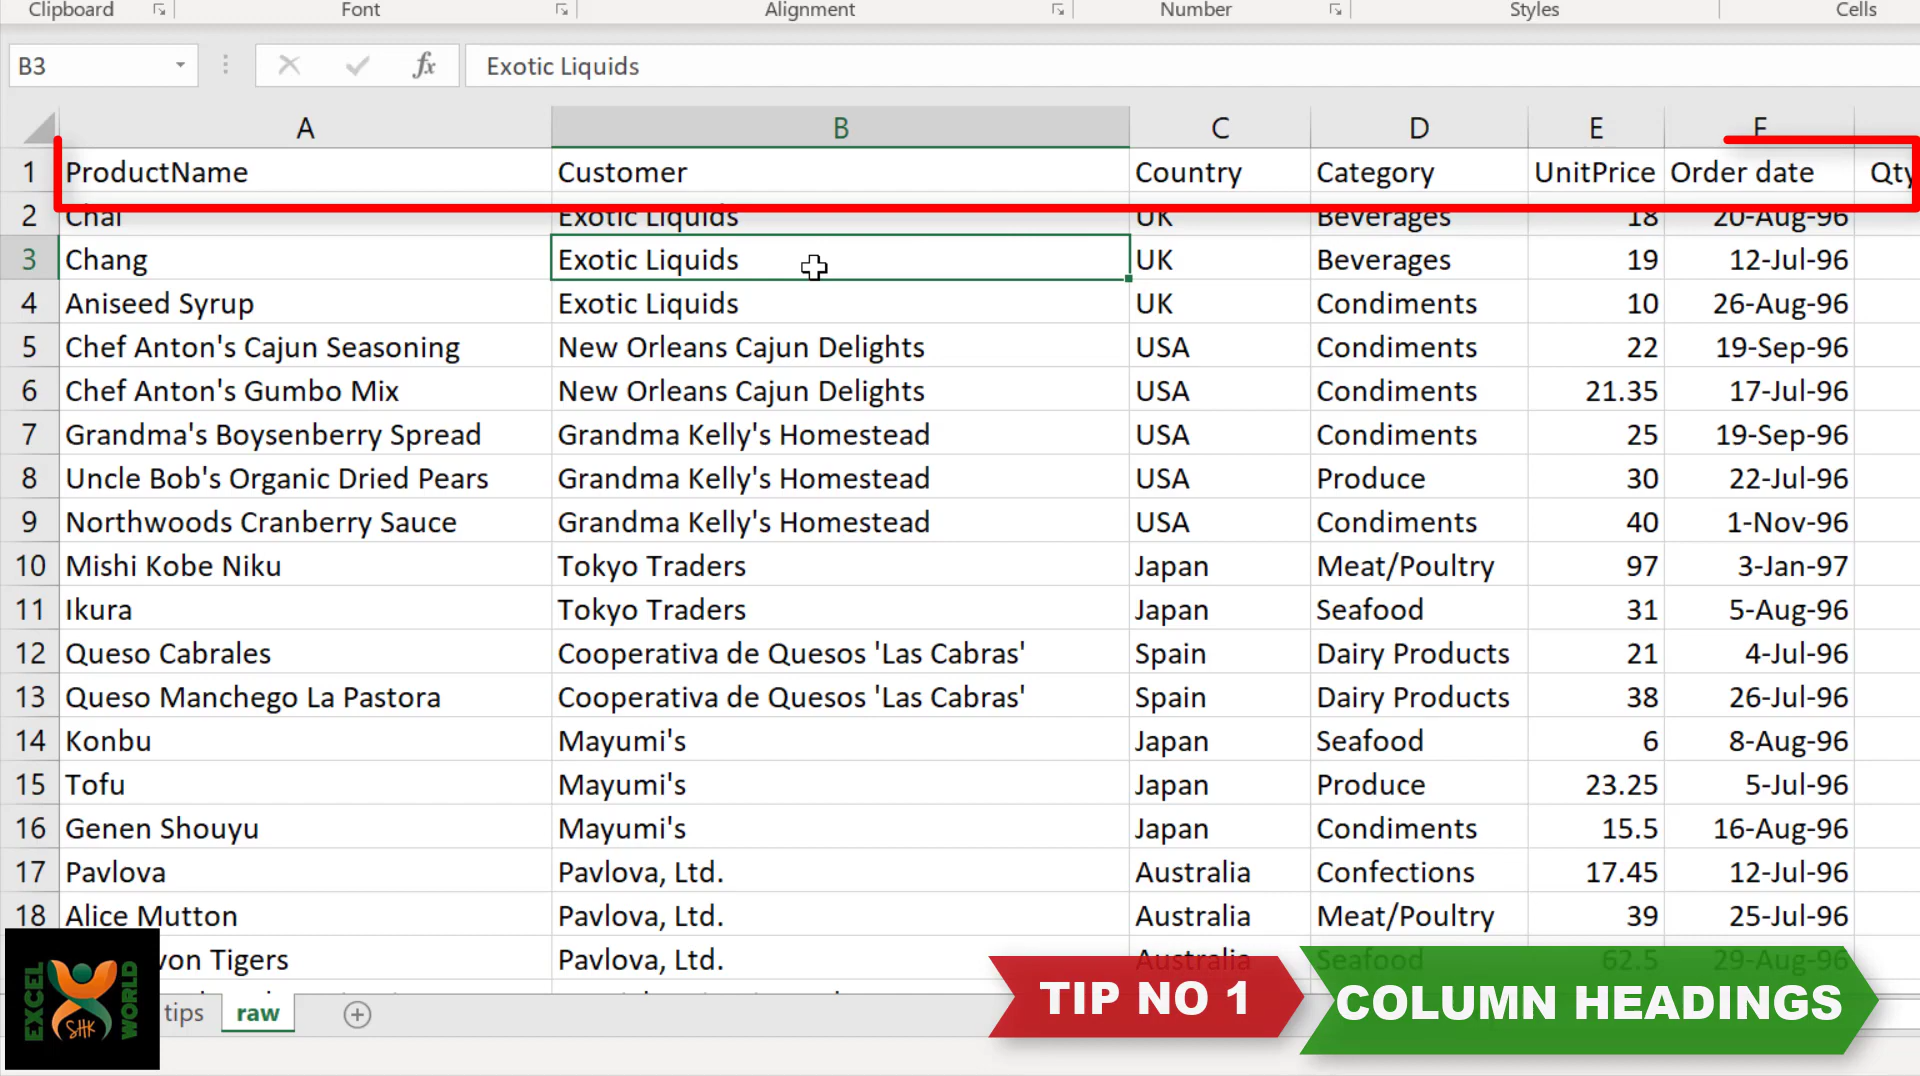 Clipboard Font Alignment Number Styles Cells
B3 fx Exotic Liquids
A B C D E F
1 ProductName Customer Country Category UnitPrice Order date Qty
2 Chai Exotic Liquids UK Beverages 18 20-Aug-96
3 Chang Exotic Liquids UK Beverages 19 12-Jul-96
4 Aniseed Syrup Exotic Liquids UK Condiments 10 26-Aug-96
5 Chef Anton's Cajun Seasoning New Orleans Cajun Delights USA Condiments 22 19-Sep-96
6 Chef Anton's Gumbo Mix New Orleans Cajun Delights USA Condiments 21.35 17-Jul-96
7 Grandma's Boysenberry Spread Grandma Kelly's Homestead USA Condiments 25 19-Sep-96
8 Uncle Bob's Organic Dried Pears Grandma Kelly's Homestead USA Produce 30 22-Jul-96
9 Northwoods Cranberry Sauce Grandma Kelly's Homestead USA Condiments 40 1-Nov-96
10 Mishi Kobe Niku Tokyo Traders Japan Meat/Poultry 97 3-Jan-97
11 Ikura Tokyo Traders Japan Seafood 31 5-Aug-96
12 Queso Cabrales Cooperativa de Quesos 'Las Cabras' Spain Dairy Products 21 4-Jul-96
13 Queso Manchego La Pastora Cooperativa de Quesos 'Las Cabras' Spain Dairy Products 38 26-Jul-96
14 Konbu Mayumi's Japan Seafood 6 8-Aug-96
15 Tofu Mayumi's Japan Produce 23.25 5-Jul-96
16 Genen Shouyu Mayumi's Japan Condiments 15.5 16-Aug-96
17 Pavlova Pavlova, Ltd. Australia Confections 17.45 12-Jul-96
18 Alice Mutton Pavlova, Ltd. Australia Meat/Poultry 39 25-Jul-96
von Tigers Pavlova, Ltd. Australia Seafood 62.5 29-Aug-96
EXCEL SHK WORLD
tips raw
TIP NO 1 COLUMN HEADINGS